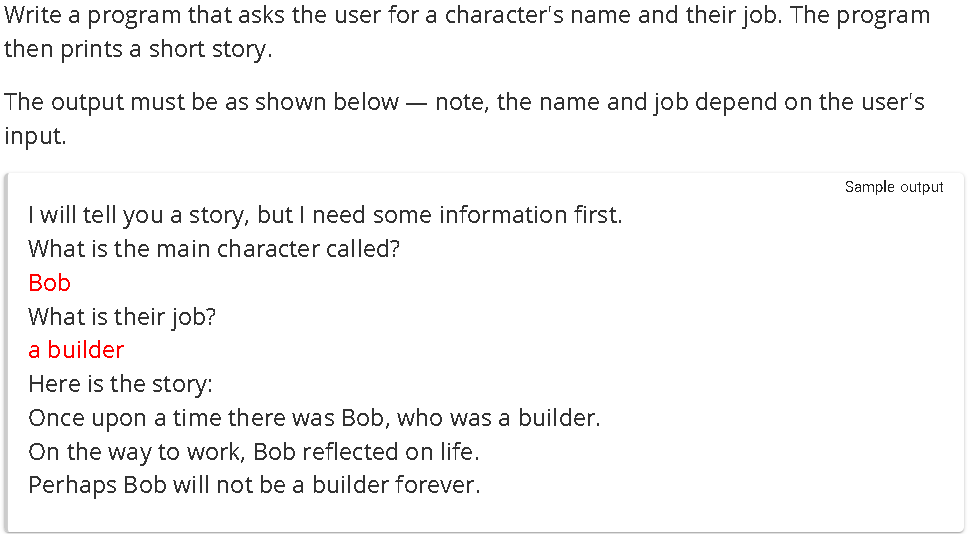 Write a program that asks the user for a character's name and their job. The program
then prints a short story.
The output must be as shown below — note, the name and job depend on the user's
input.
Sample output
I will tell you a story, but I need some information first.
What is the main character called?
Bob
What is their job?
a builder
Here is the story:
Once upon a time there was Bob, who was a builder.
On the way to work, Bob reflected on life.
Perhaps Bob will not be a builder forever.